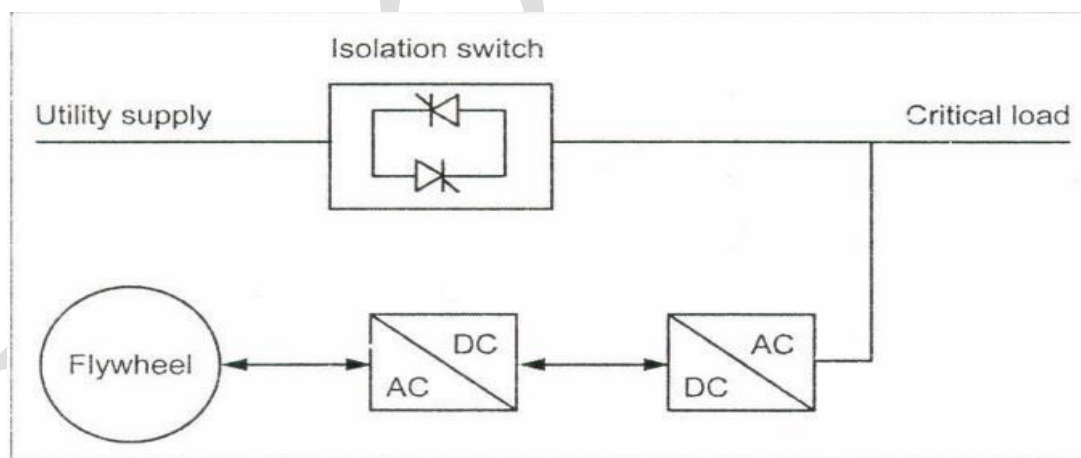 Isolation switch
Utility supply
Critical load
Flywheel
DC
AC
AC
DC